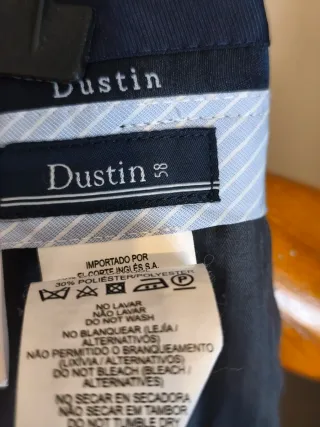 Dustin
Dustin 58
IMPORTADO POR
EL CORTE INGLÉS S.A.
30% POLIÉSTER/POLYESTER
P
NO LAVAR
NÃO LAVAR
DO NOT WASH
NO BLANQUEAR (LEJÍA /
ALTERNATIVOS)
NÃO PERMITIDO O BRANQUEAMENTO
(LIXÍVIA / ALTERNATIVOS)
DO NOT BLEACH (BLEACH /
ALTERNATIVES)
NO SECAR EN SECADORA
NÃO SECAR EM TAMBOR
DO NOT TUMBLE DRY